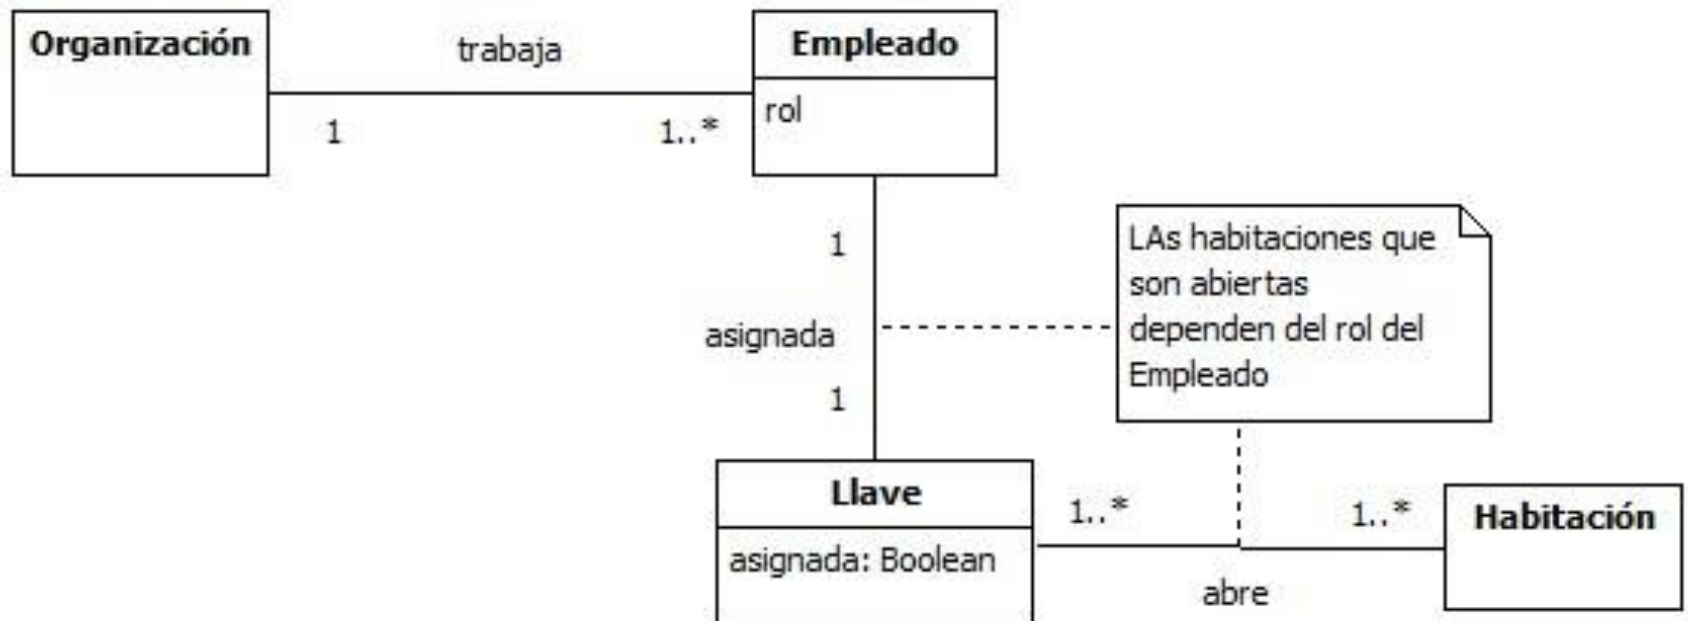 Organización
trabaja
Empleado
rol
1
1..*
1
asignada
1
LAs habitaciones que
son abiertas
dependen del rol del
Empleado
Llave
asignada: Boolean
1..*
1..*
abre
Habitación